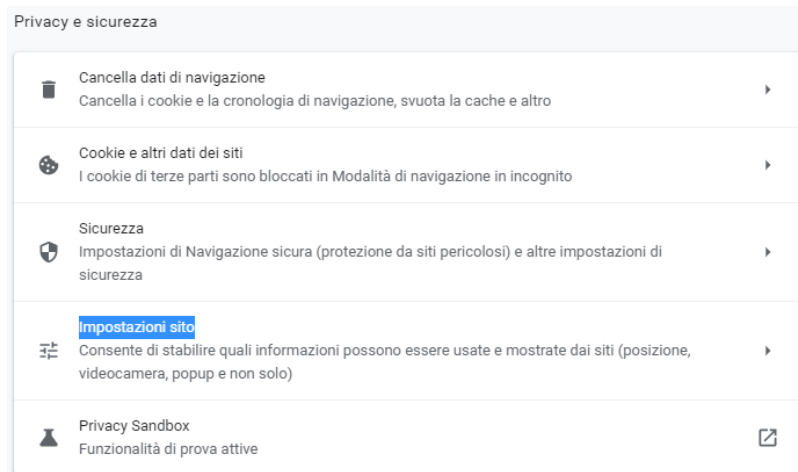 Privacy e sicurezza
Cancella dati di navigazione
Cancella i cookie e la cronologia di navigazione, svuota la cache e altro
Cookie e altri dati dei siti
I cookie di terze parti sono bloccati in Modalità di navigazione in incognito
Sicurezza
Impostazioni di Navigazione sicura (protezione da siti pericolosi) e altre impostazioni di
sicurezza
Impostazioni sito
Consente di stabilire quali informazioni possono essere usate e mostrate dai siti (posizione,
videocamera, popup e non solo)
Privacy Sandbox
Funzionalità di prova attive